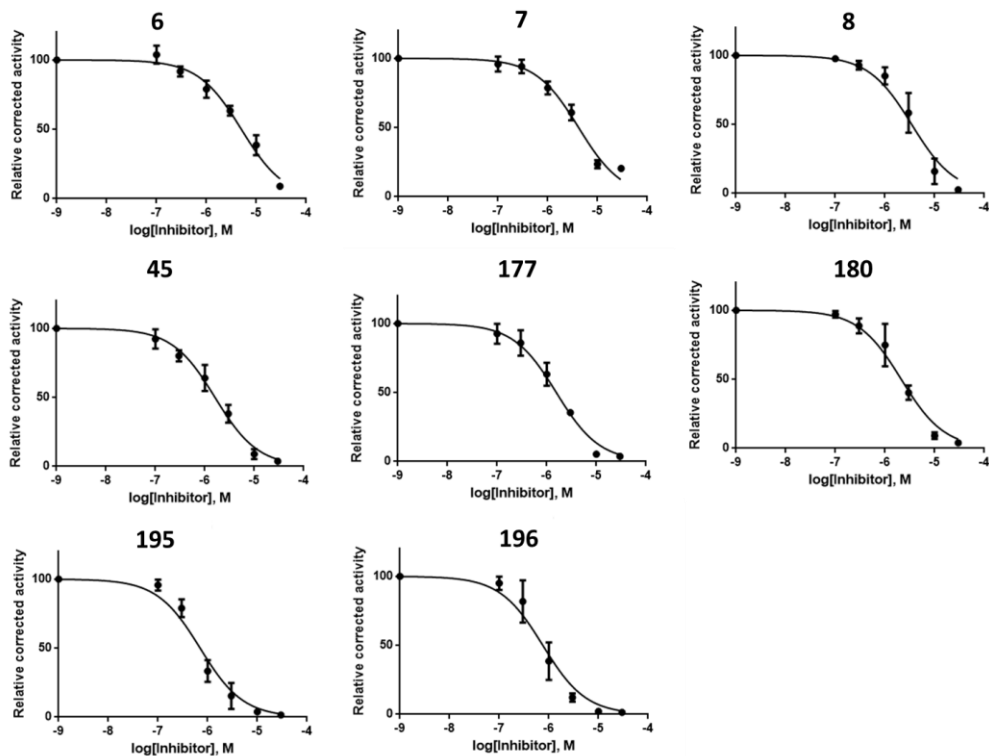 6
Relative corrected activity
100
50
0
-9 -8 -7 -6 -5 -4
log[Inhibitor], M
7
Relative corrected activity
100
50
0
-9 -8 -7 -6 -5 -4
log[Inhibitor], M
8
Relative corrected activity
100
50
0
-9 -8 -7 -6 -5 -4
log[Inhibitor], M
45
Relative corrected activity
100
50
0
-9 -8 -7 -6 -5 -4
log[Inhibitor], M
177
Relative corrected activity
100
50
0
-9 -8 -7 -6 -5 -4
log[Inhibitor], M
180
Relative corrected activity
100
50
0
-9 -8 -7 -6 -5 -4
log[Inhibitor], M
195
Relative corrected activity
100
50
0
-9 -8 -7 -6 -5 -4
log[Inhibitor], M
196
Relative corrected activity
100
50
0
-9 -8 -7 -6 -5 -4
log[Inhibitor], M